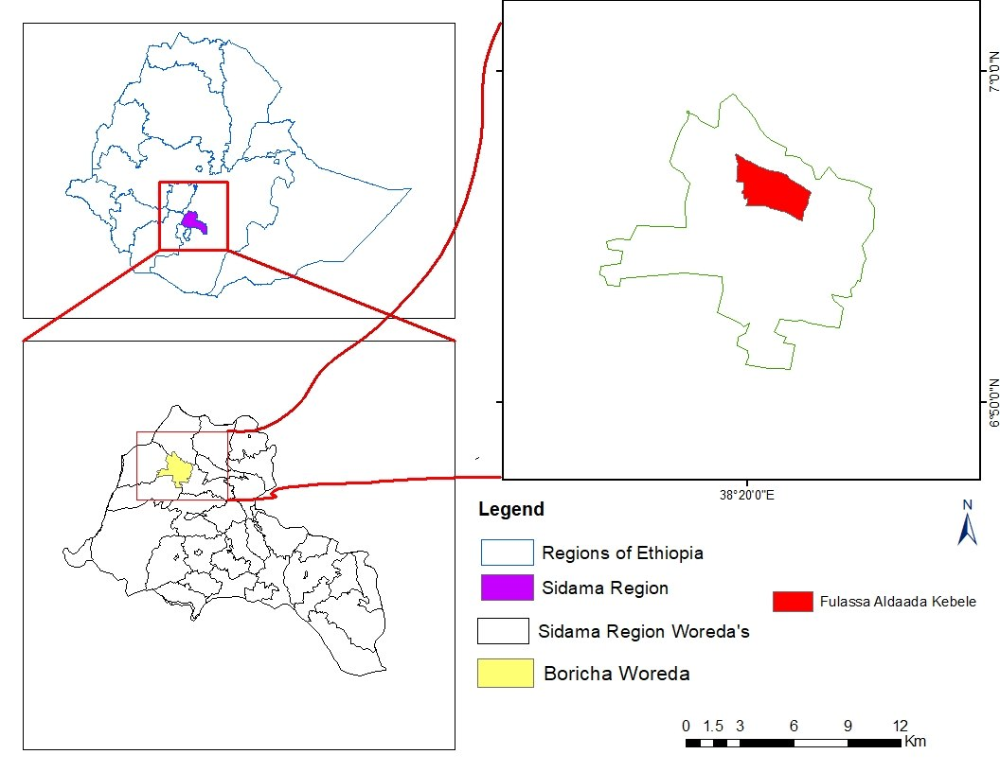 7°0'0"N
6°50'0"N
38°20'0"E
N
Legend
Regions of Ethiopia
Sidama Region
Fulassa Aldaada Kebele
Sidama Region Woreda's
Boricha Woreda
0 1.5 3 6 9 12
Km